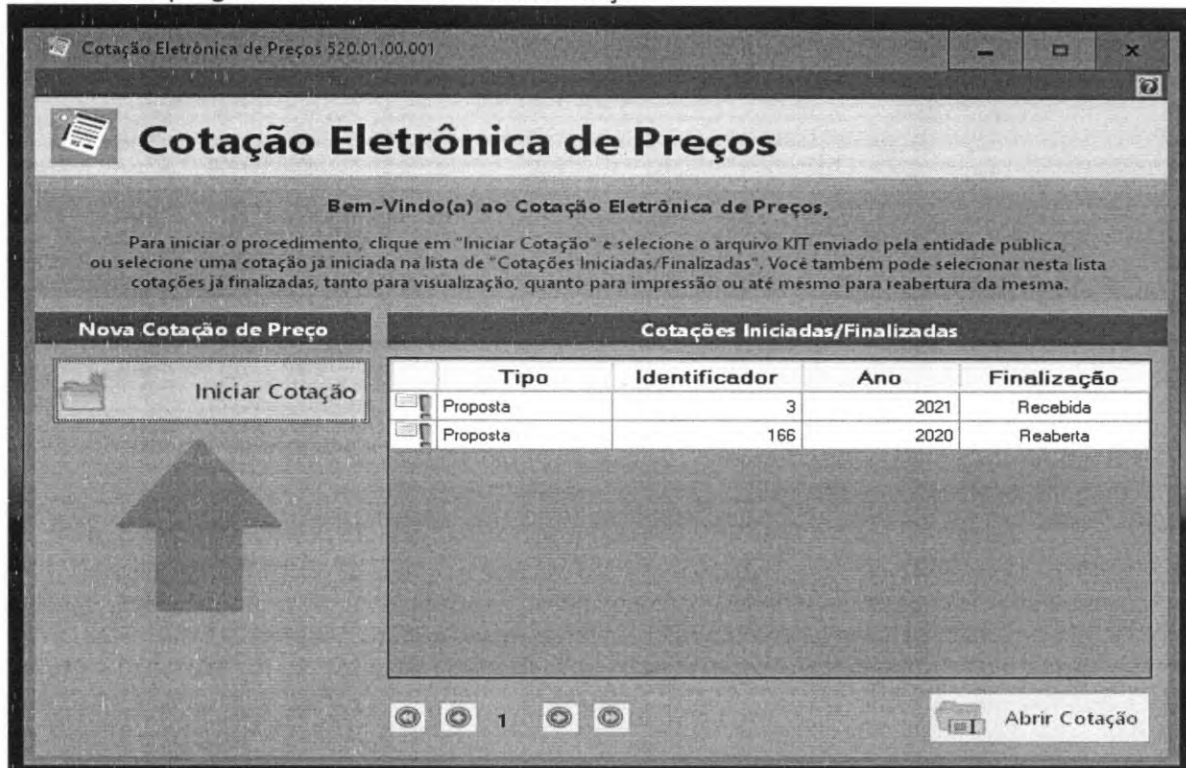 Cotação Eletrônica de Preços 520.01.00.001
Cotação Eletrônica de Preços
Bem-Vindo(a) ao Cotação Eletrônica de Preços,
Para iniciar o procedimento, clique em "Iniciar Cotação" e selecione o arquivo KIT enviado pela entidade publica,
ou selecione uma cotação já iniciada na lista de "Cotações Iniciadas/Finalizadas". Você também pode selecionar nesta lista
cotações já finalizadas, tanto para visualização, quanto para impressão ou até mesmo para reabertura da mesma.
Nova Cotação de Preço
Cotações Iniciadas/Finalizadas
Iniciar Cotação
Tipo Identificador Ano Finalização
Proposta 3 2021 Recebida
Proposta 166 2020 Reaberta
1
Abrir Cotação